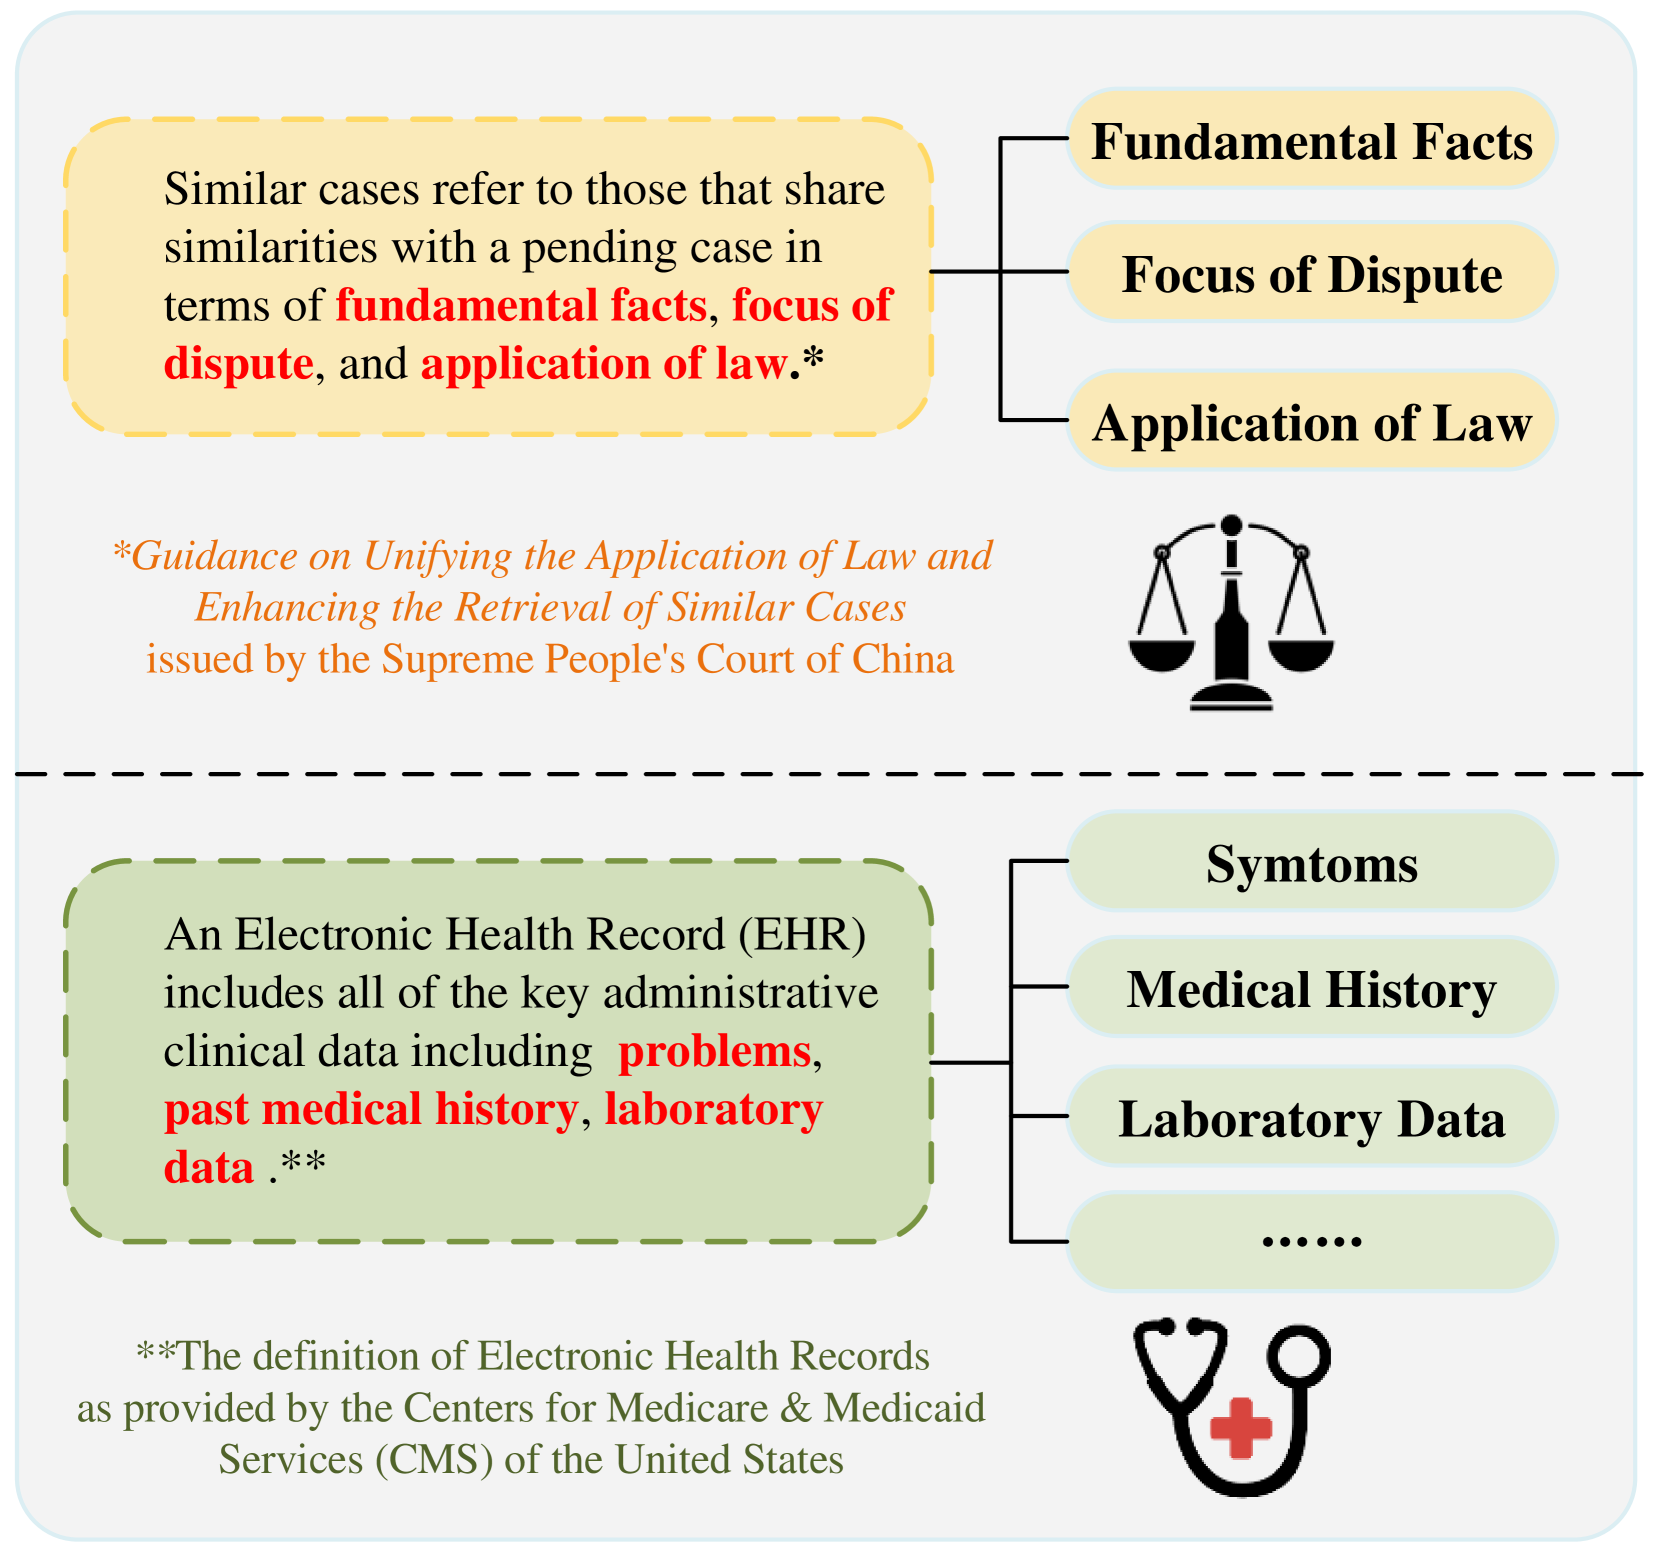 Similar cases refer to those that share
similarities with a pending case in
terms of fundamental facts, focus of
dispute, and application of law.*
Fundamental Facts
Focus of Dispute
Application of Law
*Guidance on Unifying the Application of Law and
Enhancing the Retrieval of Similar Cases
issued by the Supreme People's Court of China
An Electronic Health Record (EHR)
includes all of the key administrative
clinical data including problems,
past medical history, laboratory
data .**
Symtoms
Medical History
Laboratory Data
······
**The definition of Electronic Health Records
as provided by the Centers for Medicare & Medicaid
Services (CMS) of the United States